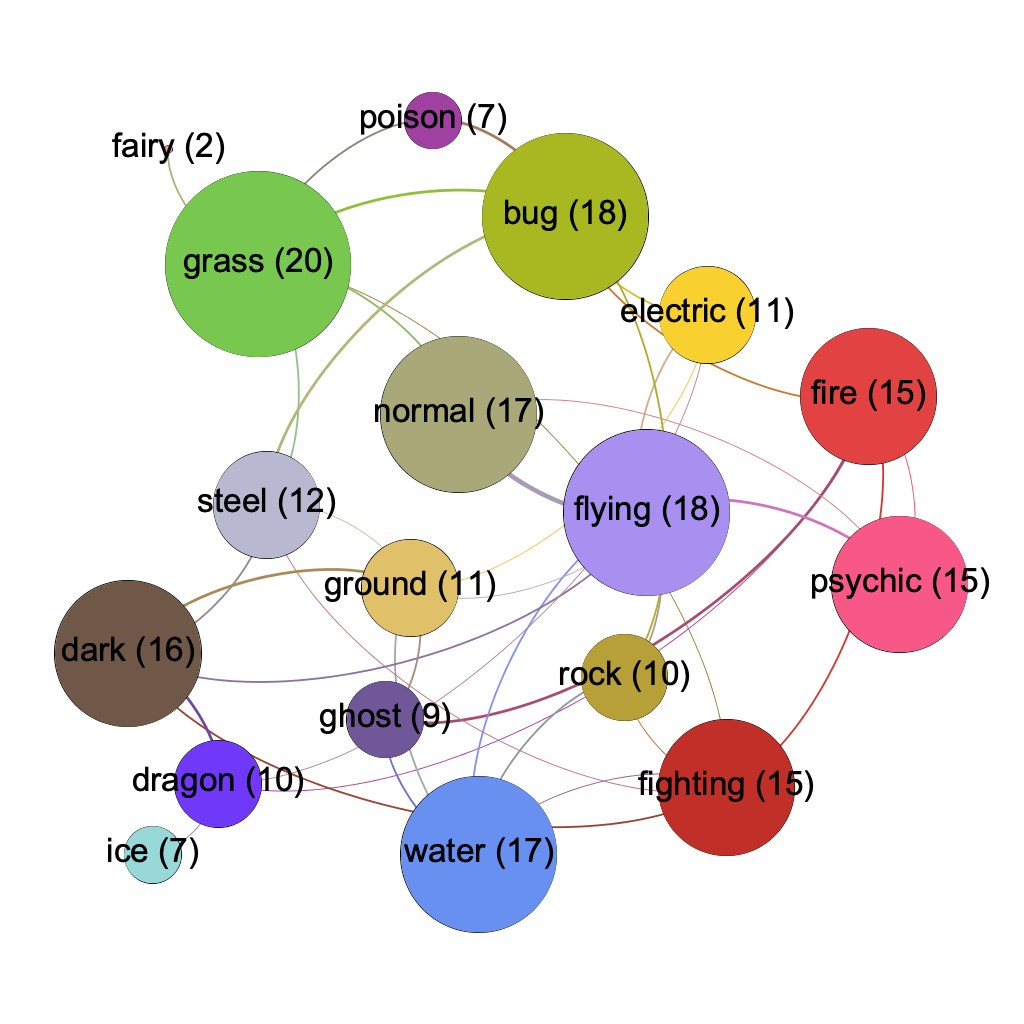 poison (7)
fairy (2)
bug (18)
grass (20)
electric (11)
fire (15)
normal (17)
steel (12)
flying (18)
ground (11)
psychic (15)
dark (16)
rock (10)
ghost (9)
dragon (10)
fighting (15)
ice (7)
water (17)